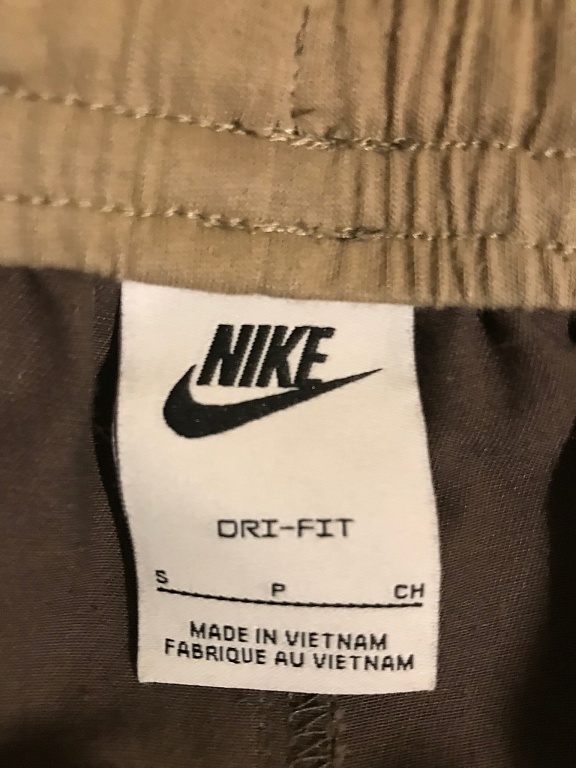 NIKE
DRI-FIT
S P CH
MADE IN VIETNAM
FABRIQUE AU VIETNAM